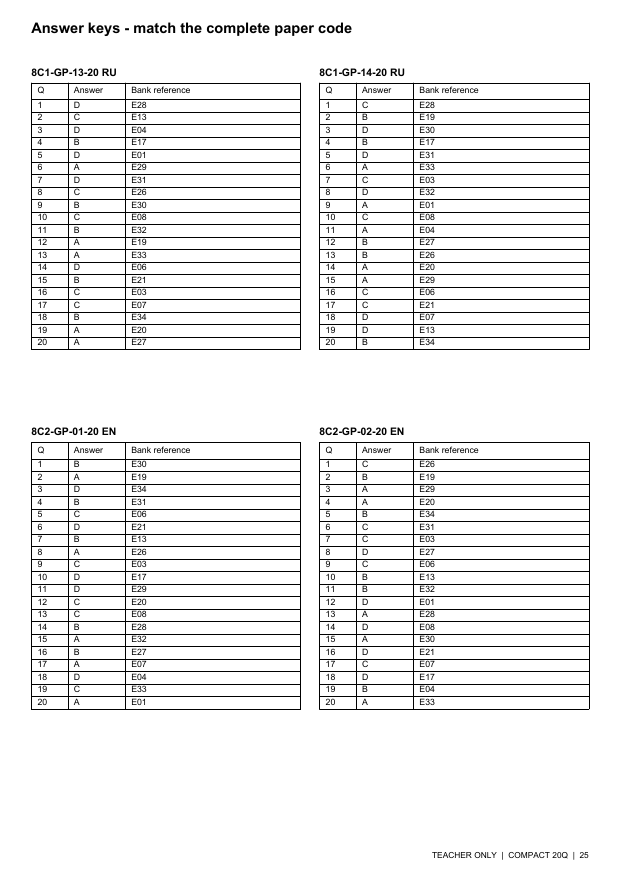 Answer keys - match the complete paper code
8C1-GP-13-20 RU
Q Answer Bank reference
1 D E28
2 C E13
3 D E04
4 B E17
5 D E01
6 A E29
7 D E31
8 C E26
9 B E30
10 C E08
11 B E32
12 A E19
13 A E33
14 D E06
15 B E21
16 C E03
17 C E07
18 B E34
19 A E20
20 A E27
8C1-GP-14-20 RU
Q Answer Bank reference
1 C E28
2 B E19
3 D E30
4 B E17
5 D E31
6 A E33
7 C E03
8 D E32
9 A E01
10 C E08
11 A E04
12 B E27
13 B E26
14 A E20
15 A E29
16 C E06
17 C E21
18 D E07
19 D E13
20 B E34
8C2-GP-01-20 EN
Q Answer Bank reference
1 B E30
2 A E19
3 D E34
4 B E31
5 C E06
6 D E21
7 B E13
8 A E26
9 C E03
10 D E17
11 D E29
12 C E20
13 C E08
14 B E28
15 A E32
16 B E27
17 A E07
18 D E04
19 C E33
20 A E01
8C2-GP-02-20 EN
Q Answer Bank reference
1 C E26
2 B E19
3 A E29
4 A E20
5 B E34
6 C E31
7 C E03
8 D E27
9 C E06
10 B E13
11 B E32
12 D E01
13 A E28
14 D E08
15 A E30
16 D E21
17 C E07
18 D E17
19 B E04
20 A E33
TEACHER ONLY | COMPACT 20Q | 25